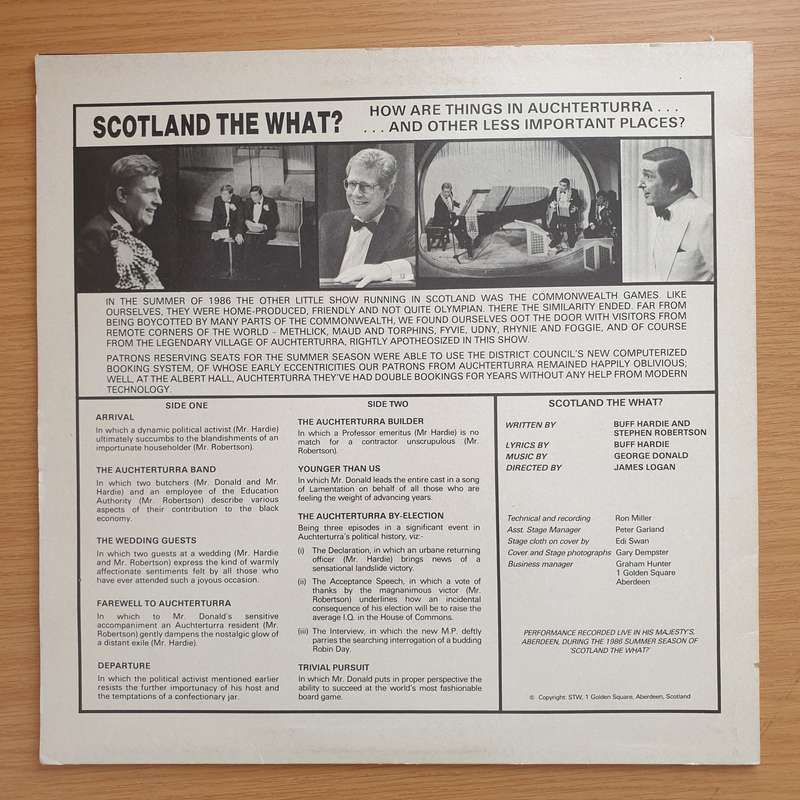 SCOTLAND THE WHAT?
HOW ARE THINGS IN AUCHTERTURRA . . .
. . . AND OTHER LESS IMPORTANT PLACES?
IN THE SUMMER OF 1986 THE OTHER LITTLE SHOW RUNNING IN SCOTLAND WAS THE COMMONWEALTH GAMES. LIKE
OURSELVES, THEY WERE HOME-PRODUCED, FRIENDLY AND NOT QUITE OLYMPIAN. THERE THE SIMILARITY ENDED. FAR FROM
BEING BOYCOTTED BY MANY PARTS OF THE COMMONWEALTH, WE FOUND OURSELVES OOT THE DOOR WITH VISITORS FROM
REMOTE CORNERS OF THE WORLD - METHLICK, MAUD AND TORPHINS, FYVIE, UDNY, RHYNIE AND FOGGIE, AND OF COURSE
FROM THE LEGENDARY VILLAGE OF AUCHTERTURRA, RIGHTLY APOTHEOSIZED IN THIS SHOW.
PATRONS RESERVING SEATS FOR THE SUMMER SEASON WERE ABLE TO USE THE DISTRICT COUNCIL'S NEW COMPUTERIZED
BOOKING SYSTEM, OF WHOSE EARLY ECCENTRICITIES OUR PATRONS FROM AUCHTERTURRA REMAINED HAPPILY OBLIVIOUS;
WELL, AT THE ALBERT HALL, AUCHTERTURRA THEY'VE HAD DOUBLE BOOKINGS FOR YEARS WITHOUT ANY HELP FROM MODERN
TECHNOLOGY.
SIDE ONE
ARRIVAL
In which a dynamic political activist (Mr. Hardie)
ultimately succumbs to the blandishments of an
importunate householder (Mr. Robertson).
THE AUCHTERTURRA BAND
In which two butchers (Mr. Donald and Mr.
Hardie) and an employee of the Education
Authority (Mr. Robertson) describe various
aspects of their contribution to the black
economy.
THE WEDDING GUESTS
In which two guests at a wedding (Mr. Hardie
and Mr. Robertson) express the kind of warmly
affectionate sentiments felt by all those who
have ever attended such a joyous occasion.
FAREWELL TO AUCHTERTURRA
In which to Mr. Donald's sensitive
accompaniment an Auchterturra resident (Mr.
Robertson) gently dampens the nostalgic glow of
a distant exile (Mr. Hardie).
DEPARTURE
In which the political activist mentioned earlier
resists the further importunacy of his host and
the temptations of a confectionary jar.
SIDE TWO
THE AUCHTERTURRA BUILDER
In which a Professor emeritus (Mr Hardie) is no
match for a contractor unscrupulous (Mr.
Robertson).
YOUNGER THAN US
In which Mr. Donald leads the entire cast in a song
of Lamentation on behalf of all those who are
feeling the weight of advancing years.
THE AUCHTERTURRA BY-ELECTION
Being three episodes in a significant event in
Auchterturra's political history, viz:-
(i) The Declaration, in which an urbane returning
officer (Mr. Hardie) brings news of a
sensational landslide victory.
(ii) The Acceptance Speech, in which a vote of
thanks by the magnanimous victor (Mr.
Robertson) underlines how an incidental
consequence of his election will be to raise the
average I.Q. in the House of Commons.
(iii) The Interview, in which the new M.P. deftly
parries the searching interrogation of a budding
Robin Day.
TRIVIAL PURSUIT
In which Mr. Donald puts in proper perspective the
ability to succeed at the world's most fashionable
board game.
SCOTLAND THE WHAT?
WRITTEN BY BUFF HARDIE AND
STEPHEN ROBERTSON
LYRICS BY BUFF HARDIE
MUSIC BY GEORGE DONALD
DIRECTED BY JAMES LOGAN
Technical and recording Ron Miller
Asst. Stage Manager Peter Garland
Stage cloth on cover by Edi Swan
Cover and Stage photographs Gary Dempster
Business manager Graham Hunter
1 Golden Square
Aberdeen
PERFORMANCE RECORDED LIVE IN HIS MAJESTY'S,
ABERDEEN, DURING THE 1986 SUMMER SEASON OF
'SCOTLAND THE WHAT?'
© Copyright: STW, 1 Golden Square, Aberdeen, Scotland